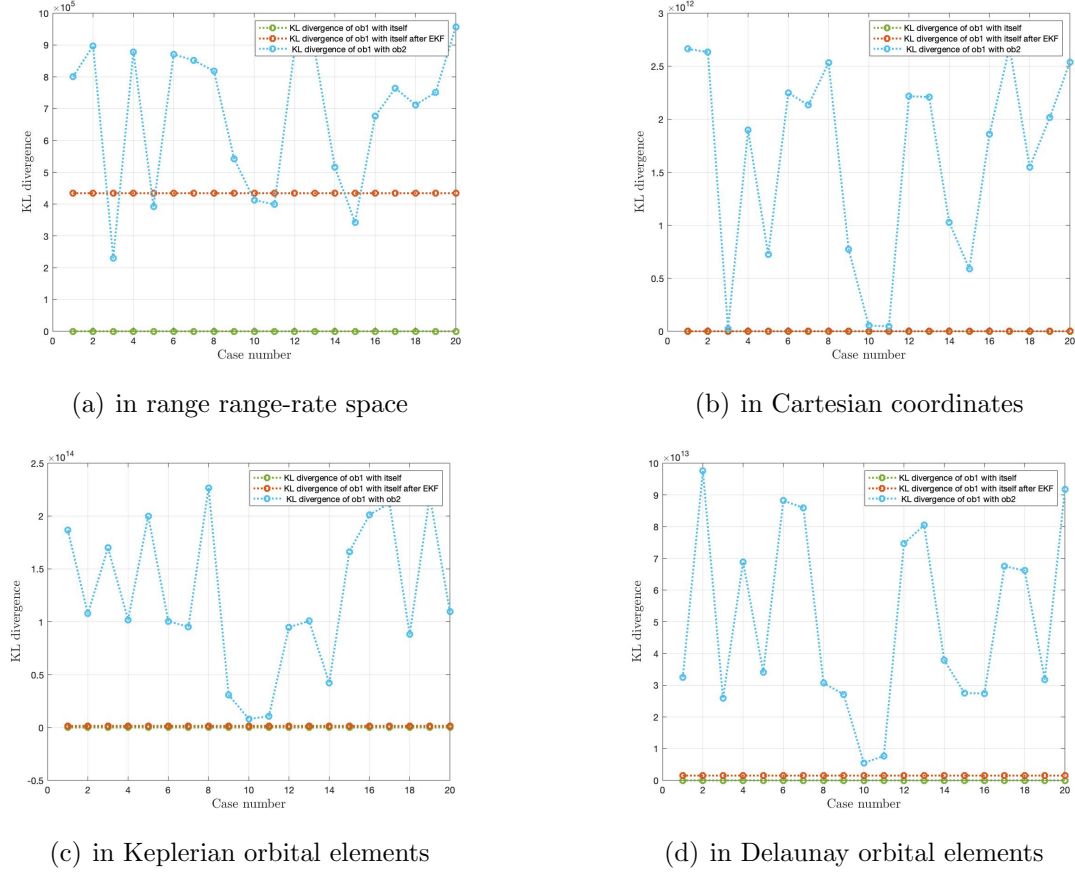 ×10⁵
10
9
8
7
6
5
4
3
2
1
0
KL divergence
0 2 4 6 8 10 12 14 16 18 20
Case number
KL divergence of ob1 with itself
KL divergence of ob1 with itself after EKF
KL divergence of ob1 with ob2
(a) in range range-rate space
×10¹²
3
2.5
2
1.5
1
0.5
0
KL divergence
0 2 4 6 8 10 12 14 16 18 20
Case number
KL divergence of ob1 with itself
KL divergence of ob1 with itself after EKF
KL divergence of ob1 with ob2
(b) in Cartesian coordinates
×10¹⁴
2.5
2
1.5
1
0.5
0
-0.5
KL divergence
0 2 4 6 8 10 12 14 16 18 20
Case number
KL divergence of ob1 with itself
KL divergence of ob1 with itself after EKF
KL divergence of ob1 with ob2
(c) in Keplerian orbital elements
×10¹³
10
9
8
7
6
5
4
3
2
1
0
KL divergence
0 2 4 6 8 10 12 14 16 18 20
Case number
KL divergence of ob1 with itself
KL divergence of ob1 with itself after EKF
KL divergence of ob1 with ob2
(d) in Delaunay orbital elements